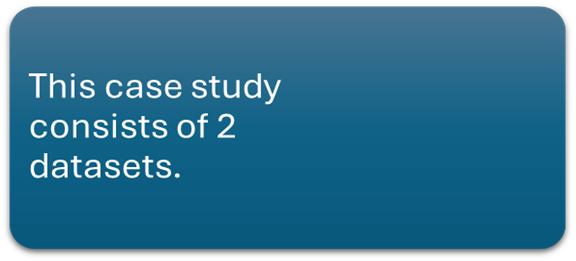 This case study
consists of 2
datasets.